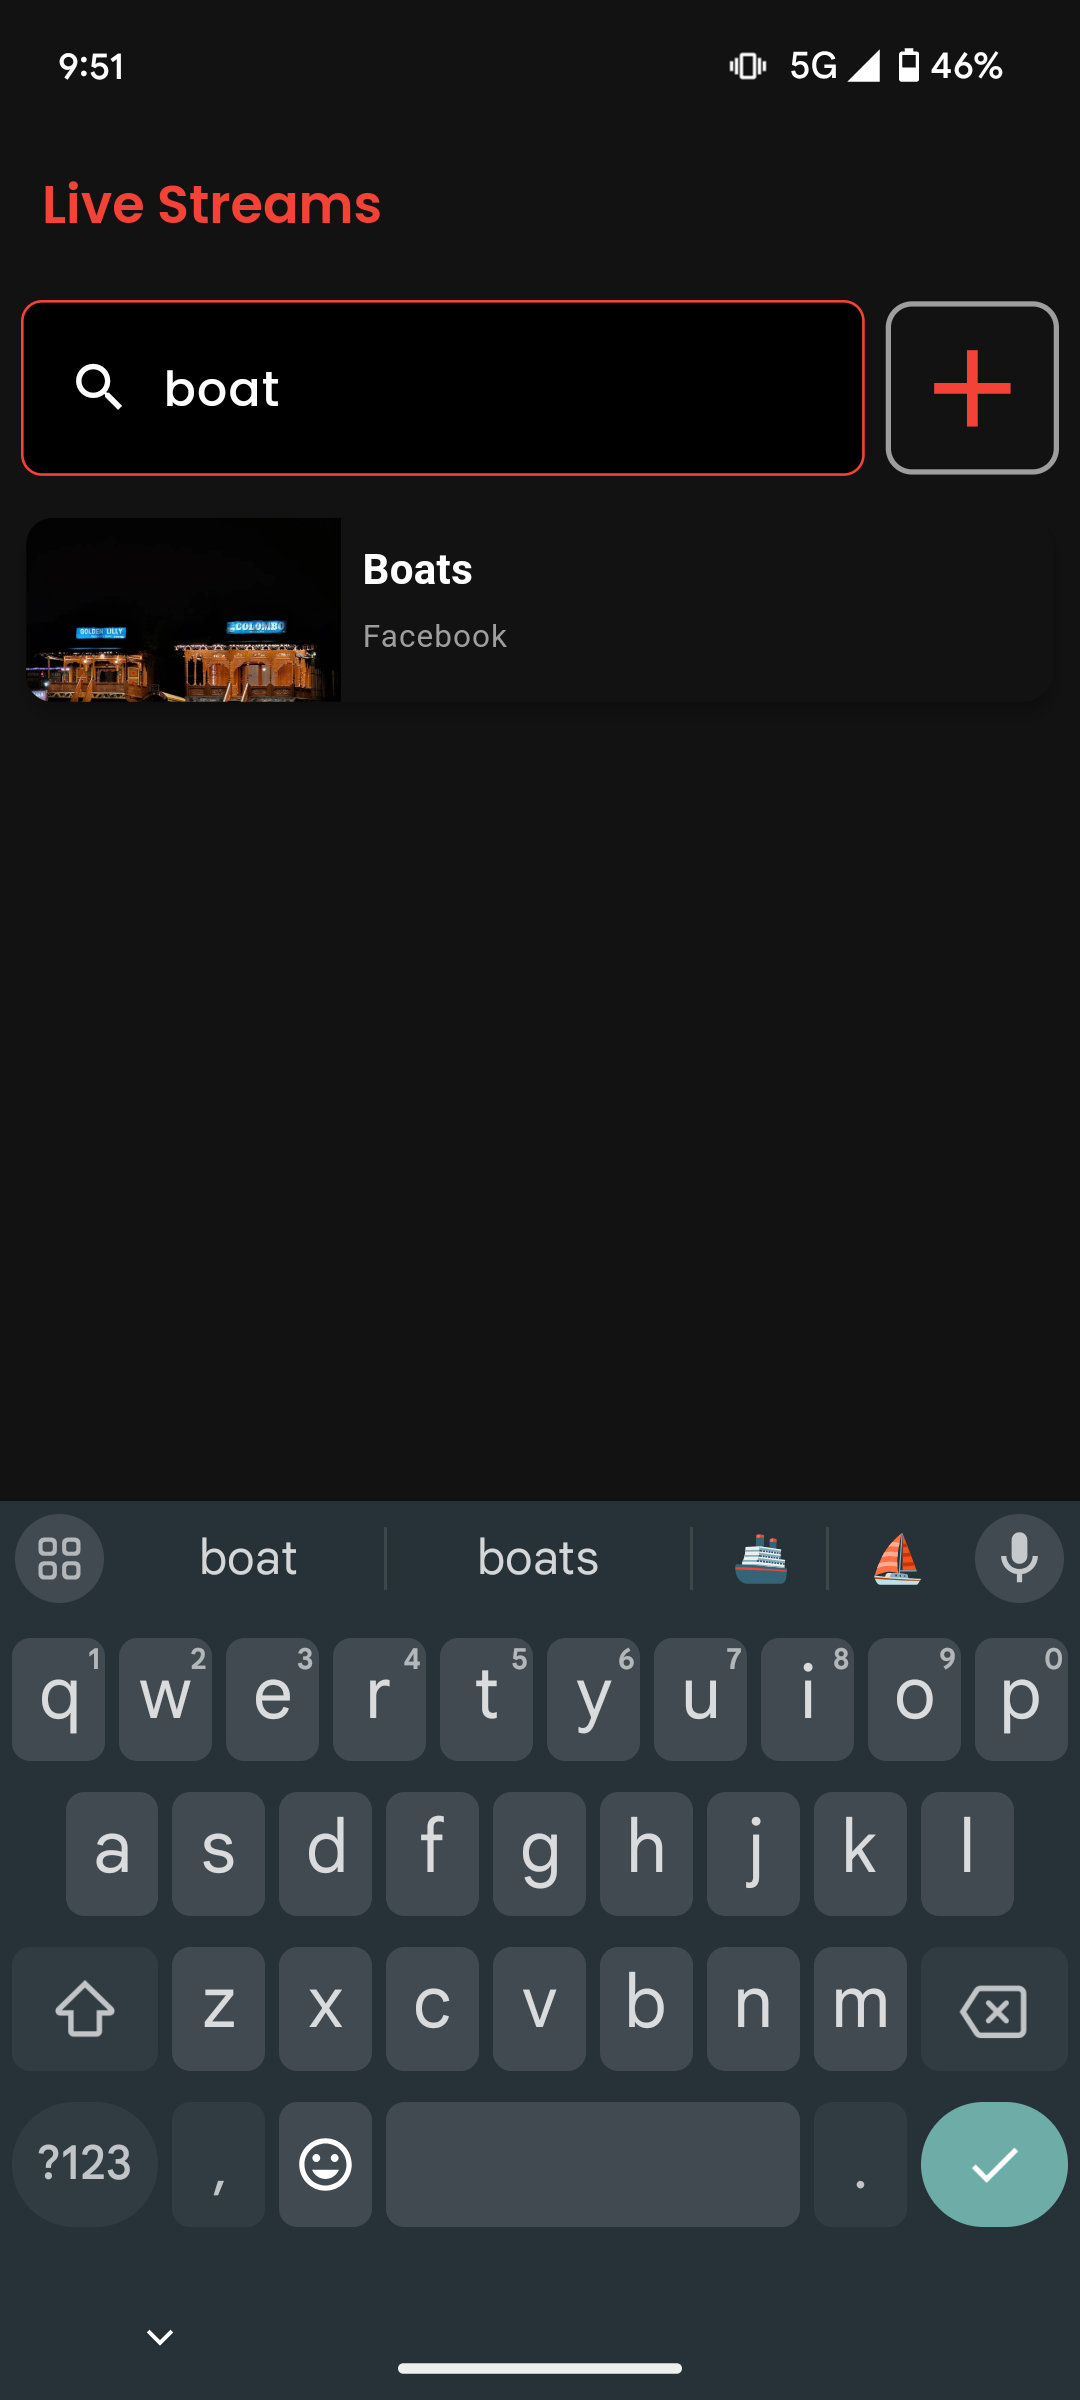 9:51 5G 46%
Live Streams
boat
Boats
Facebook
GOLDEN LILLY
COLOMBO
boat boats
q1 w2 e3 r4 t5 y6 u7 i8 o9 p0
a s d f g h j k l
z x c v b n m
?123 , .